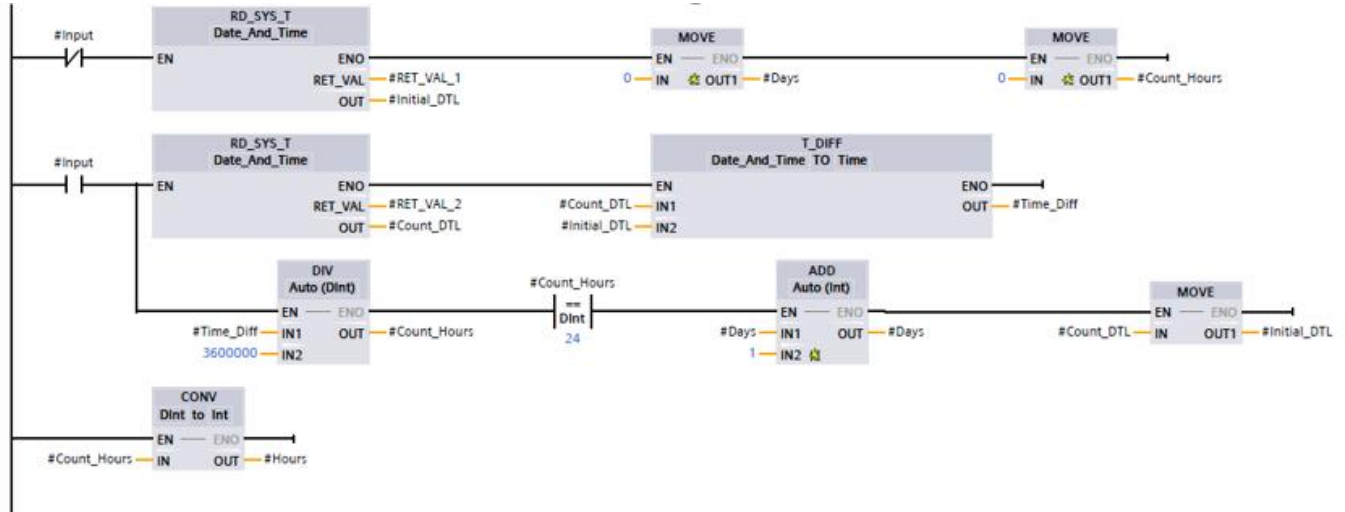 #Input
RD_SYS_T
Date_And_Time
EN
ENO
RET_VAL
#RET_VAL_1
OUT
#Initial_DTL
MOVE
EN
ENO
0
IN
OUT1
#Days
MOVE
EN
ENO
0
IN
OUT1
#Count_Hours
#Input
RD_SYS_T
Date_And_Time
EN
ENO
RET_VAL
#RET_VAL_2
OUT
#Count_DTL
T_DIFF
Date_And_Time TO Time
EN
ENO
#Count_DTL
IN1
OUT
#Time_Diff
#Initial_DTL
IN2
DIV
Auto (DInt)
EN
ENO
#Time_Diff
IN1
OUT
#Count_Hours
3600000
IN2
#Count_Hours
==
DInt
24
ADD
Auto (Int)
EN
ENO
#Days
IN1
OUT
#Days
1
IN2
MOVE
EN
ENO
#Count_DTL
IN
OUT1
#Initial_DTL
CONV
DInt to Int
EN
ENO
#Count_Hours
IN
OUT
#Hours